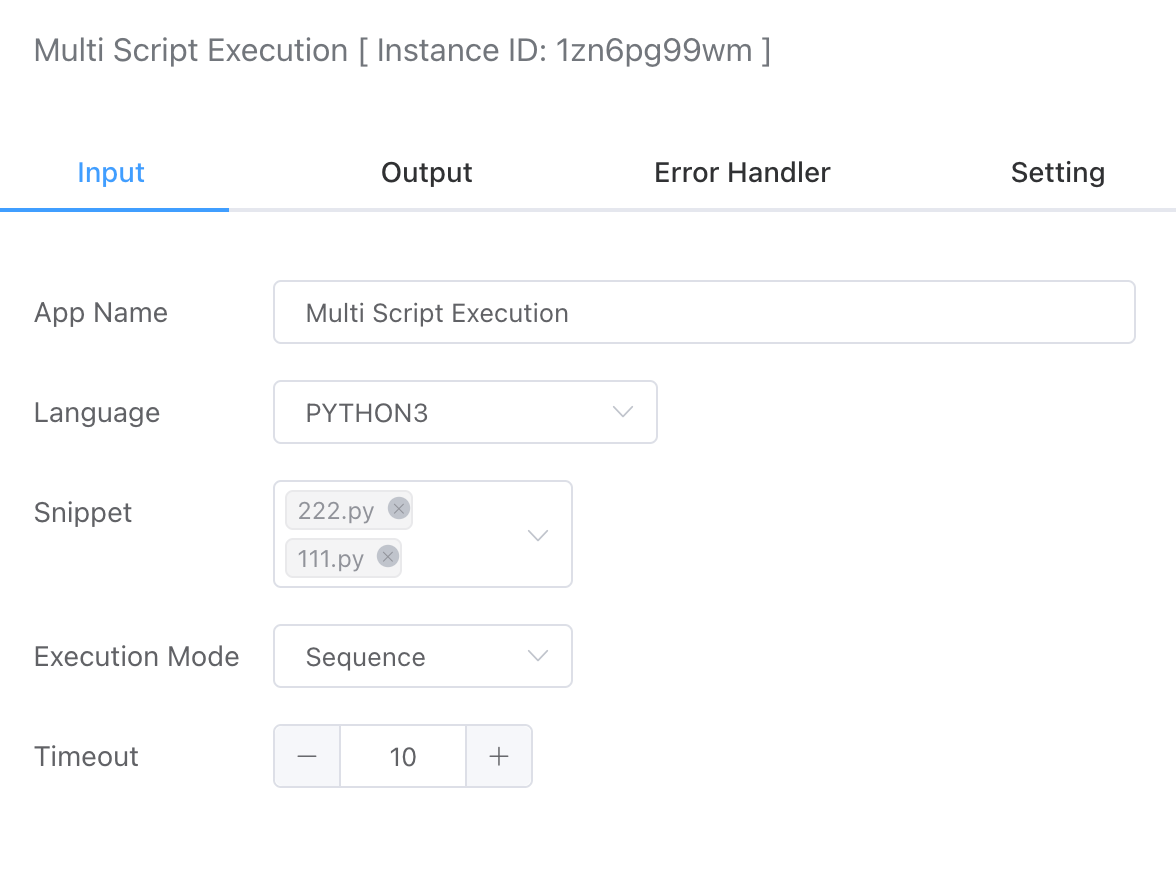 Multi Script Execution [ Instance ID: 1zn6pg99wm ]
Input Output Error Handler Setting
App Name Multi Script Execution
Language PYTHON3
Snippet 222.py
111.py
Execution Mode Sequence
Timeout 10